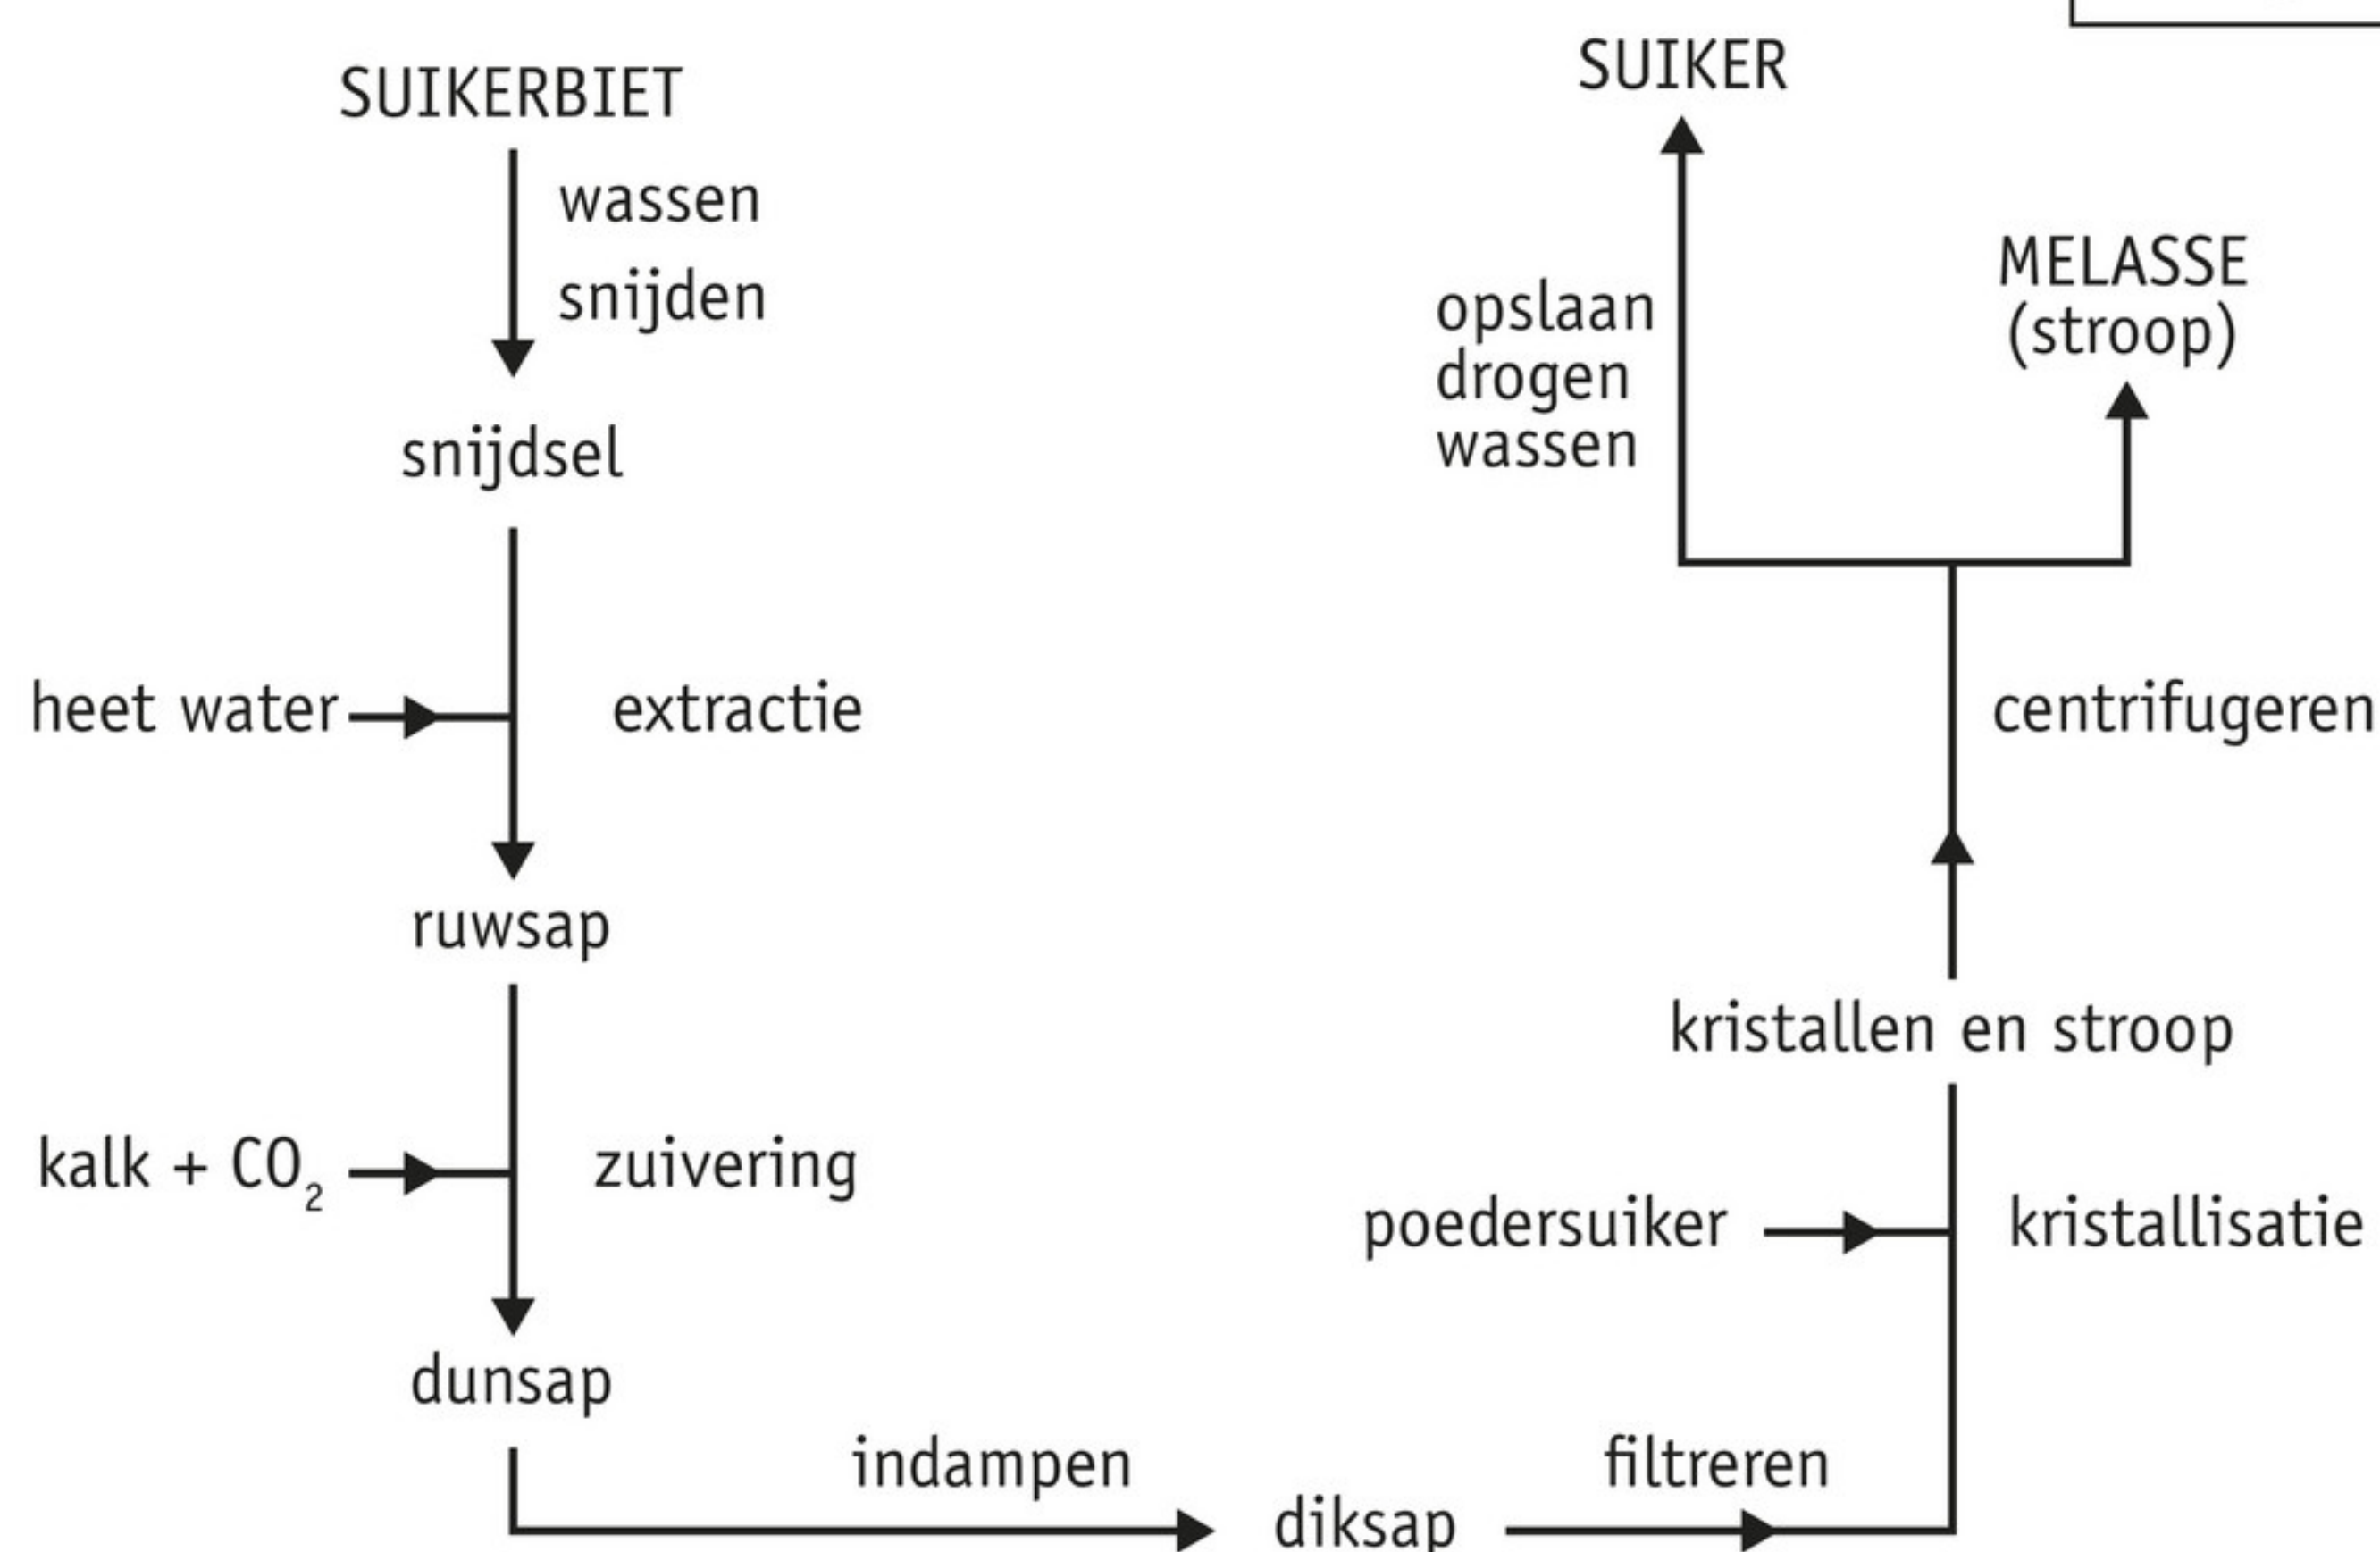 SUIKERBIET
wassen
snijden
snijdsel
heet water
extractie
ruwsap
kalk + CO₂
zuivering
dunsap
indampen
diksap
filtreren
poedersuiker
kristallisatie
kristallen en stroop
centrifugeren
opslaan
drogen
wassen
SUIKER
MELASSE
(stroop)